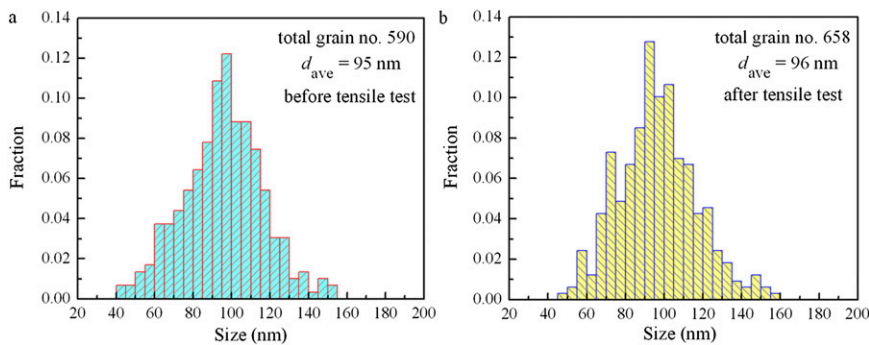 a
0.14
0.12
0.10
0.08
0.06
0.04
0.02
0.00
Fraction
20 40 60 80 100 120 140 160 180 200
Size (nm)
total grain no. 590
dave = 95 nm
before tensile test
b
0.14
0.12
0.10
0.08
0.06
0.04
0.02
0.00
Fraction
20 40 60 80 100 120 140 160 180 200
Size (nm)
total grain no. 658
dave = 96 nm
after tensile test